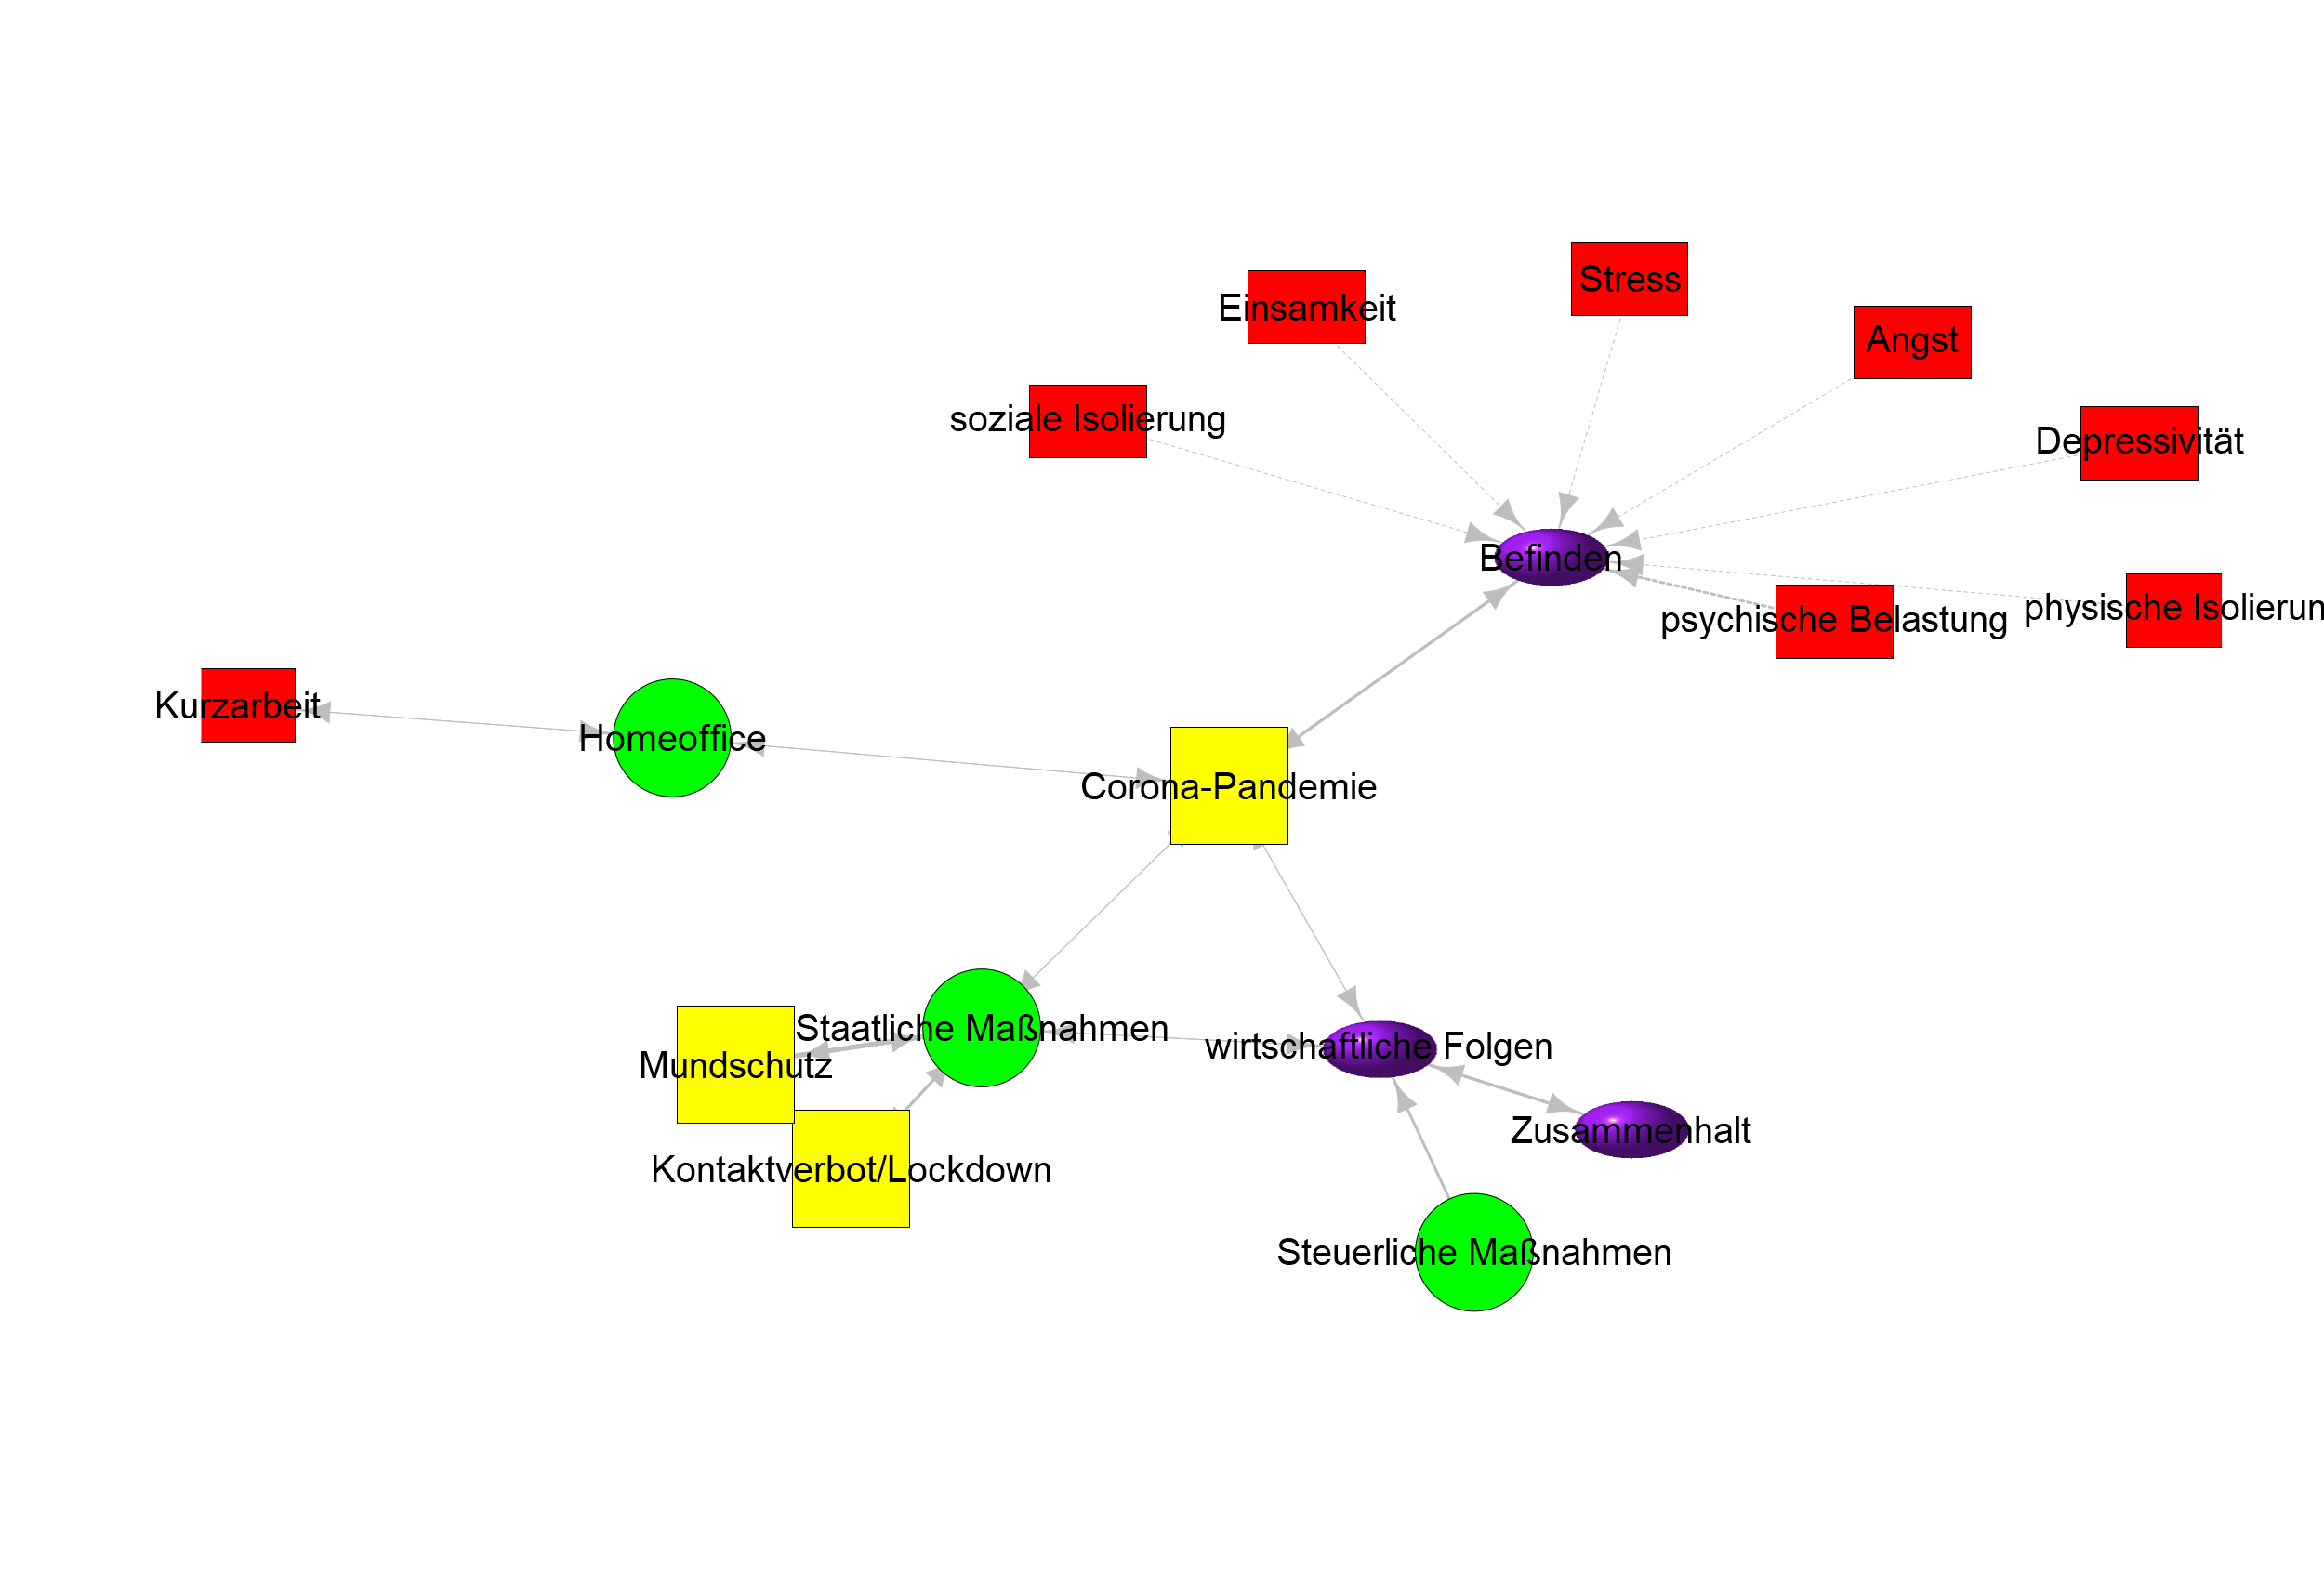 Stress
Einsamkeit
Angst
soziale Isolierung
Depressivität
Befinden
physische Isolierun
psychische Belastung
Kurzarbeit
Homeoffice
Corona-Pandemie
Staatliche Maßnahmen
wirtschaftliche Folgen
Mundschutz
Zusammenhalt
Kontaktverbot/Lockdown
Steuerliche Maßnahmen